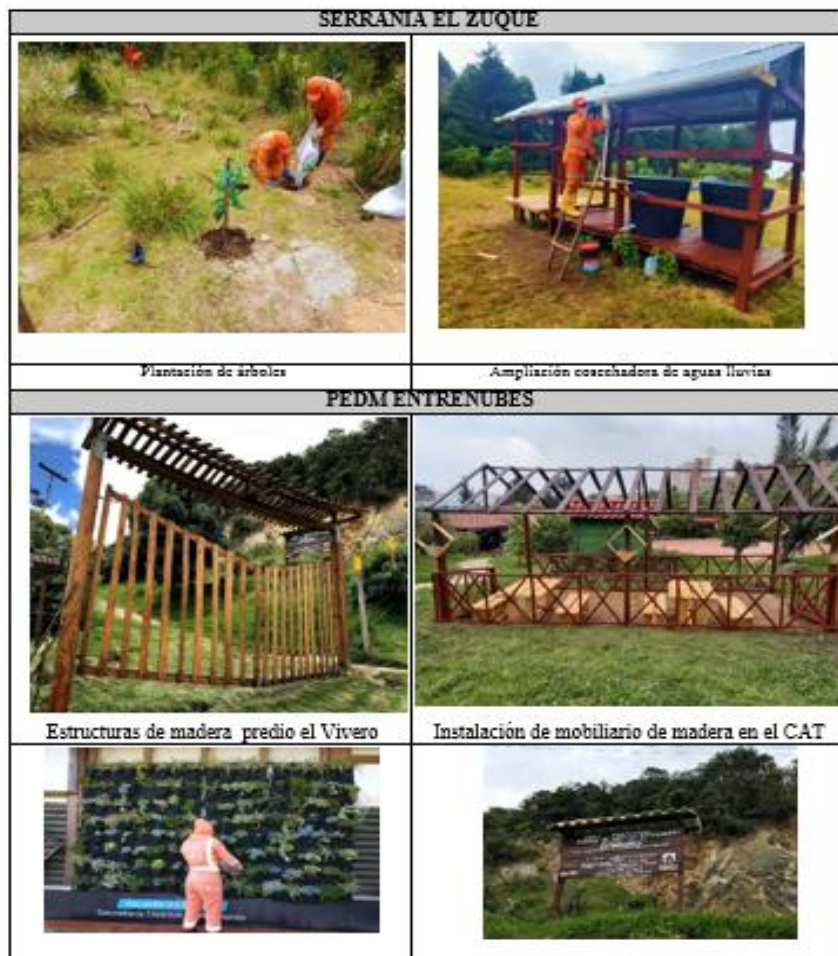 SERRANIA EL ZUQUE
Plantación de árboles
Ampliación cosechadora de aguas lluvias
PEDM ENTRENUBES
Estructuras de madera predio el Vivero
Instalación de mobiliario de madera en el CAT